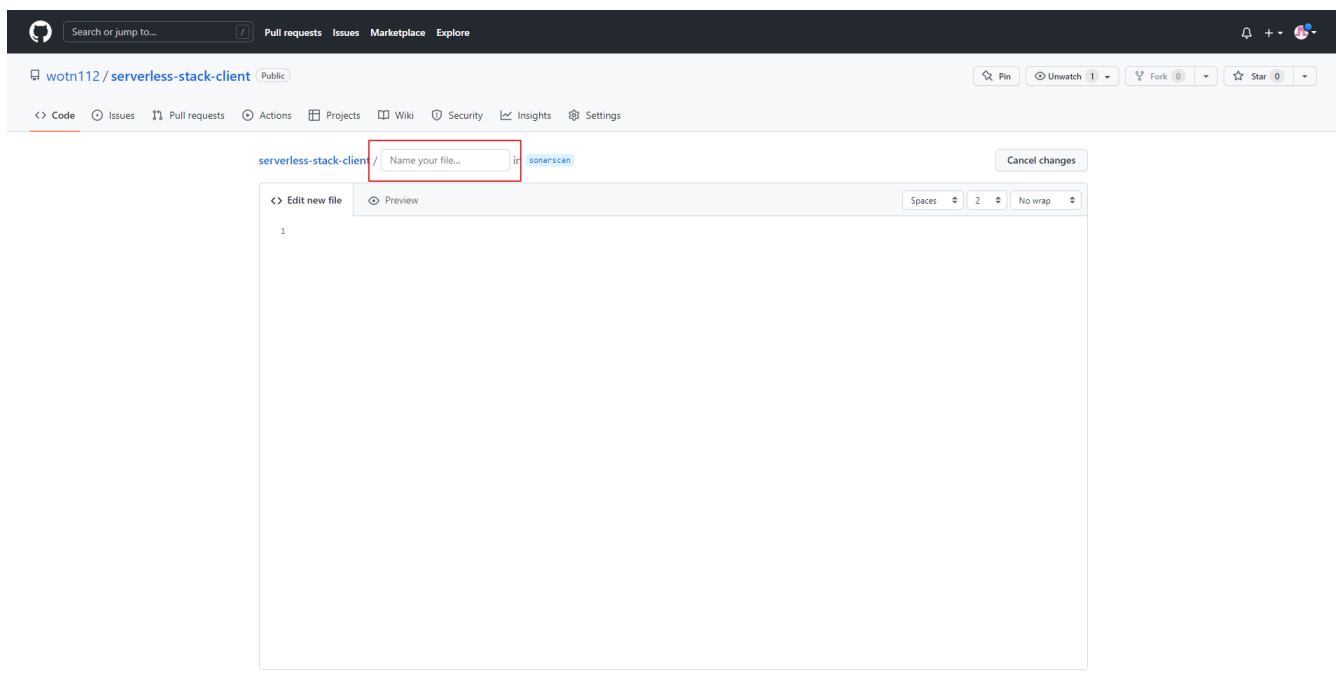 Search or jump to... / Pull requests Issues Marketplace Explore
wotn112 / serverless-stack-client Public Pin Unwatch 1 Fork 0 Star 0
Code Issues Pull requests Actions Projects Wiki Security Insights Settings
serverless-stack-client / Name your file... in sonarscan Cancel changes
Edit new file Preview Spaces 2 No wrap
1